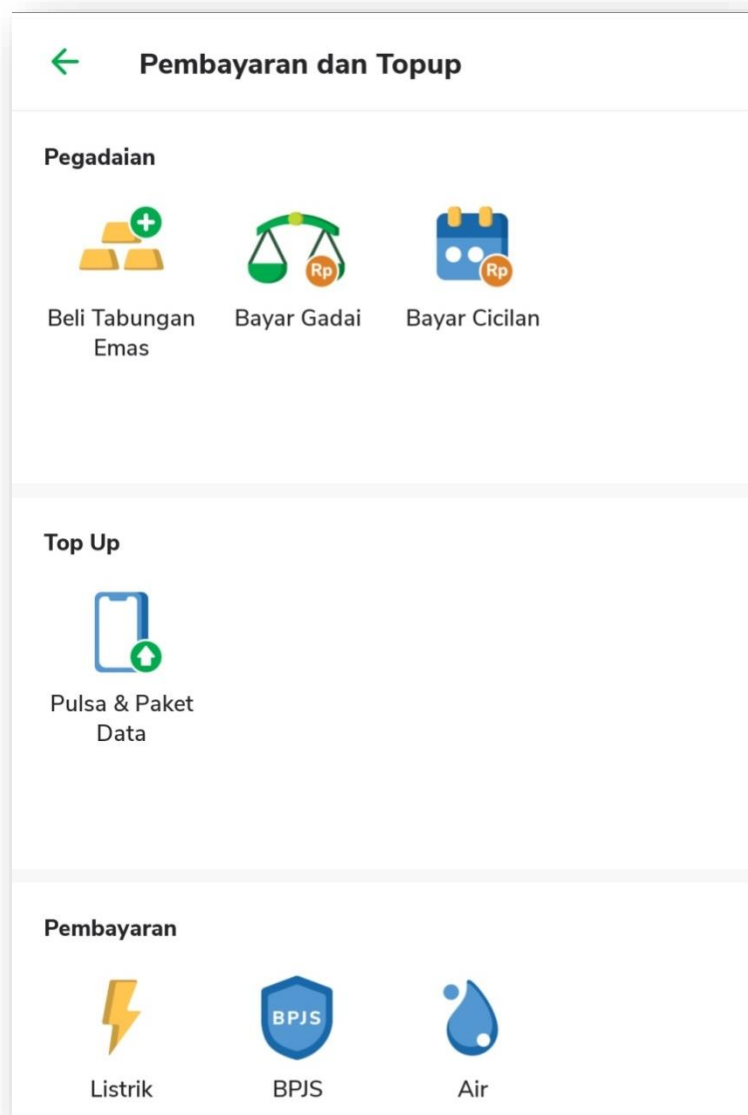 Pembayaran dan Topup
Pegadaian
Rp
Rp
Beli Tabungan
Emas
Bayar Gadai
Bayar Cicilan
Top Up
Pulsa & Paket
Data
Pembayaran
BPJS
Listrik
BPJS
Air